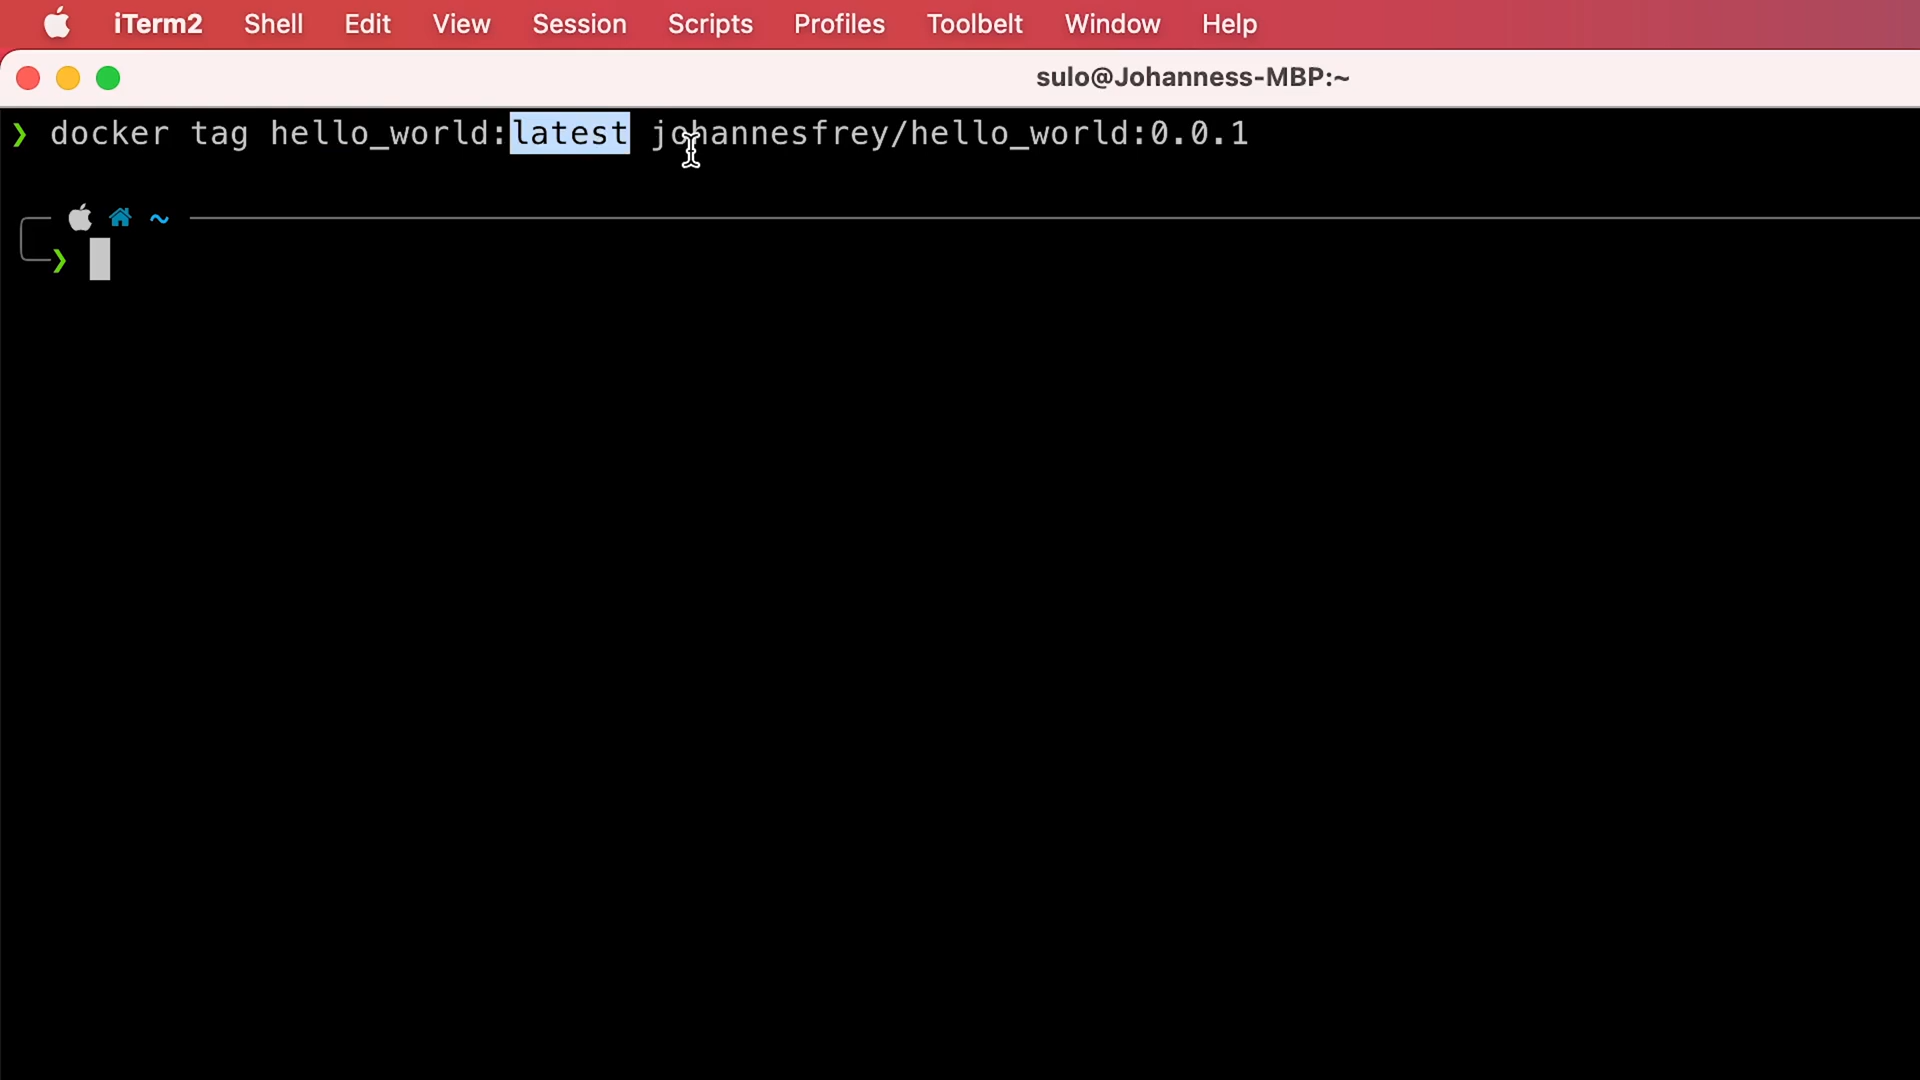 iTerm2 Shell Edit View Session Scripts Profiles Toolbelt Window Help
sulo@Johanness-MBP:~
❯ docker tag hello_world:latest johannesfrey/hello_world:0.0.1
~
❯